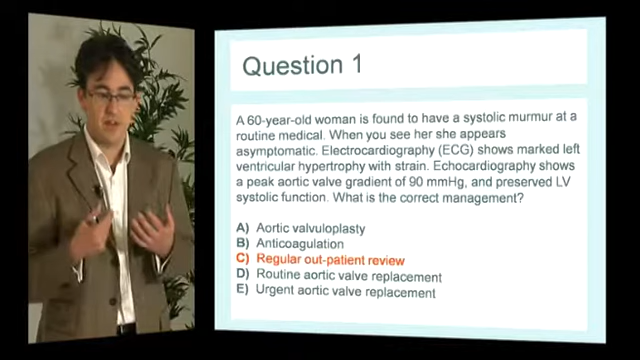 Question 1
A 60-year-old woman is found to have a systolic murmur at a
routine medical. When you see her she appears
asymptomatic. Electrocardiography (ECG) shows marked left
ventricular hypertrophy with strain. Echocardiography shows
a peak aortic valve gradient of 90 mmHg, and preserved LV
systolic function. What is the correct management?
A) Aortic valvuloplasty
B) Anticoagulation
C) Regular out-patient review
D) Routine aortic valve replacement
E) Urgent aortic valve replacement